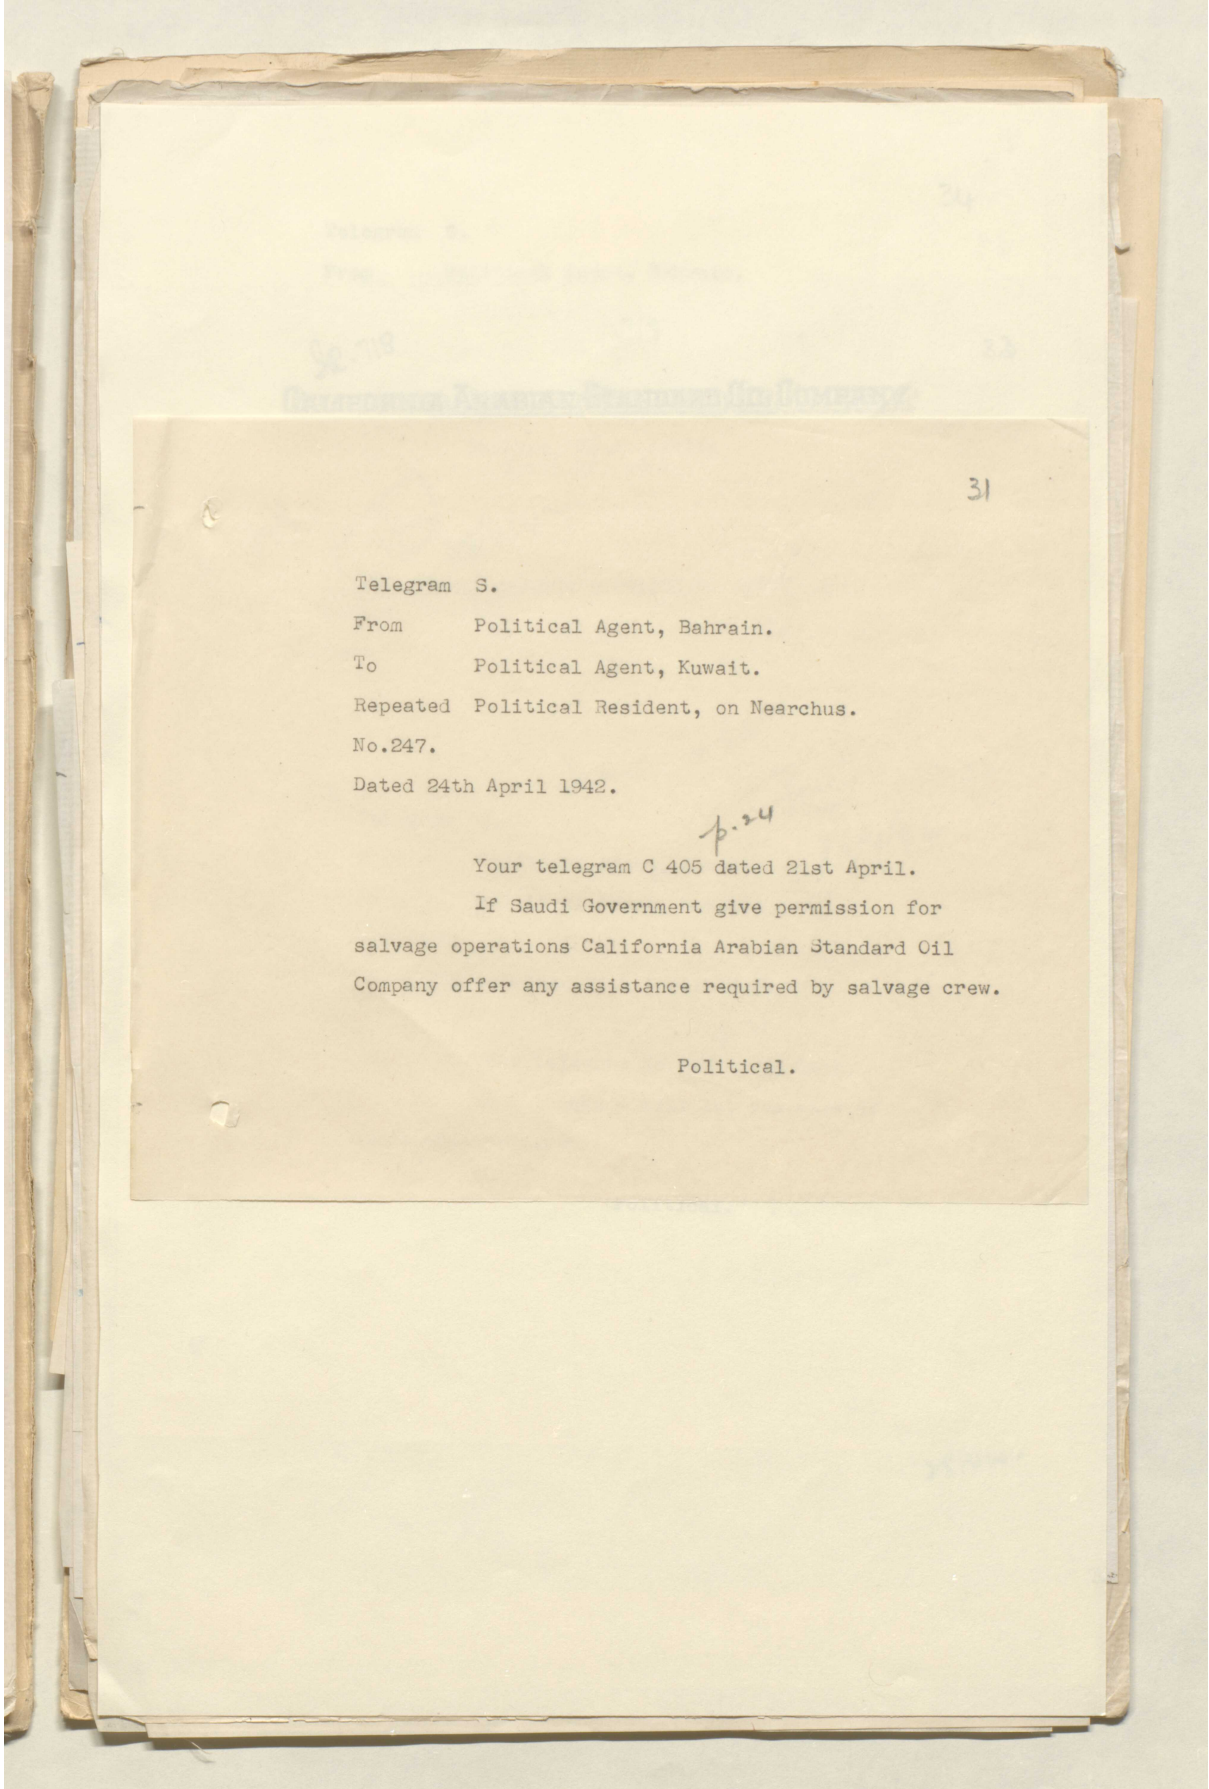 31
Telegram S.
From Political Agent, Bahrain.
To Political Agent, Kuwait.
Repeated Political Resident, on Nearchus.
No.247.
Dated 24th April 1942.
p.24
Your telegram C 405 dated 21st April.
If Saudi Government give permission for
salvage operations California Arabian Standard Oil
Company offer any assistance required by salvage crew.
Political.